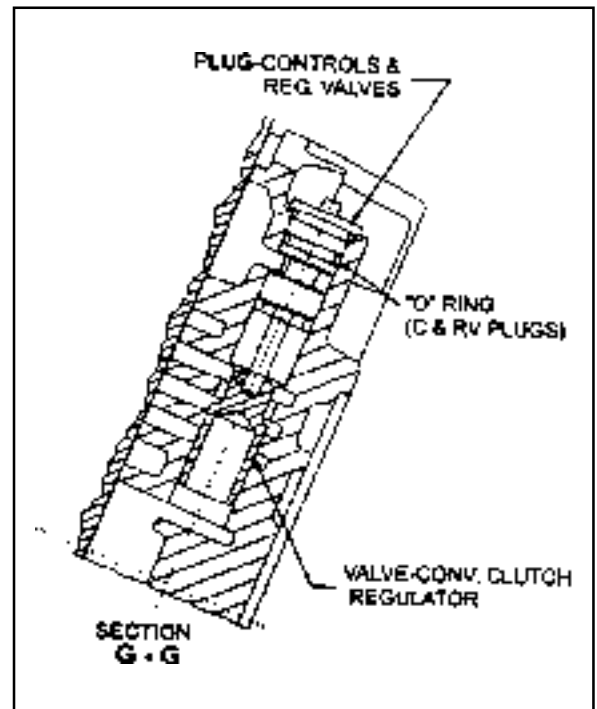 PLUG-CONTROLS &
REG. VALVES
"O" RING
(C & RV PLUGS)
VALVE-CONV. CLUTCH
REGULATOR
SECTION
G - G